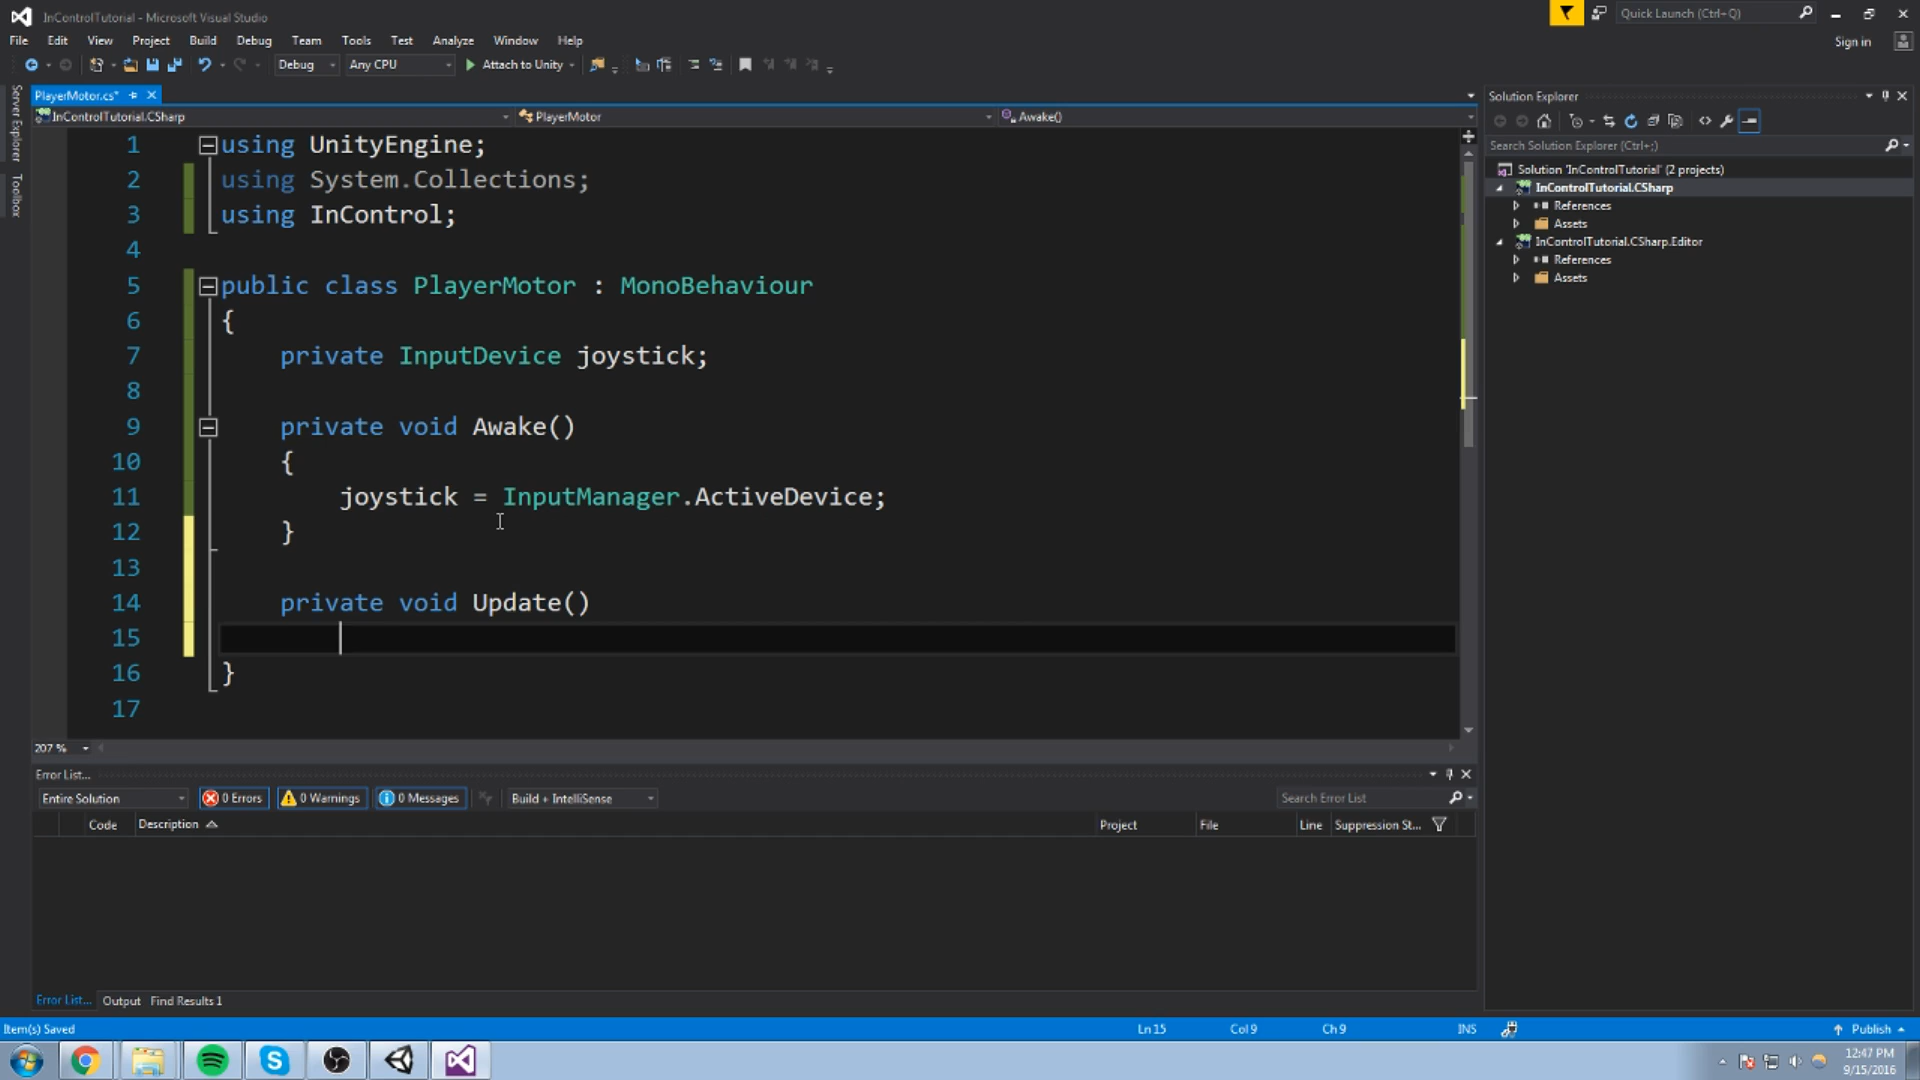 InControlTutorial - Microsoft Visual Studio
Quick Launch (Ctrl+Q)
File Edit View Project Build Debug Team Tools Test Analyze Window Help
Sign in
Debug Any CPU Attach to Unity
Server Explorer
Toolbox
PlayerMotor.cs*
InControlTutorial.CSharp PlayerMotor Awake()
1 using UnityEngine;
2 using System.Collections;
3 using InControl;
4
5 public class PlayerMotor : MonoBehaviour
6 {
7 private InputDevice joystick;
8
9 private void Awake()
10 {
11 joystick = InputManager.ActiveDevice;
12 }
13
14 private void Update()
15
16 }
17
207 %
Solution Explorer
Search Solution Explorer (Ctrl+;)
Solution 'InControlTutorial' (2 projects)
InControlTutorial.CSharp
References
Assets
InControlTutorial.CSharp.Editor
References
Assets
Error List...
Entire Solution 0 Errors 0 Warnings 0 Messages Build + IntelliSense Search Error List
Code Description Project File Line Suppression St...
Error List... Output Find Results 1
Item(s) Saved Ln 15 Col 9 Ch 9 INS Publish
12:47 PM
9/15/2016